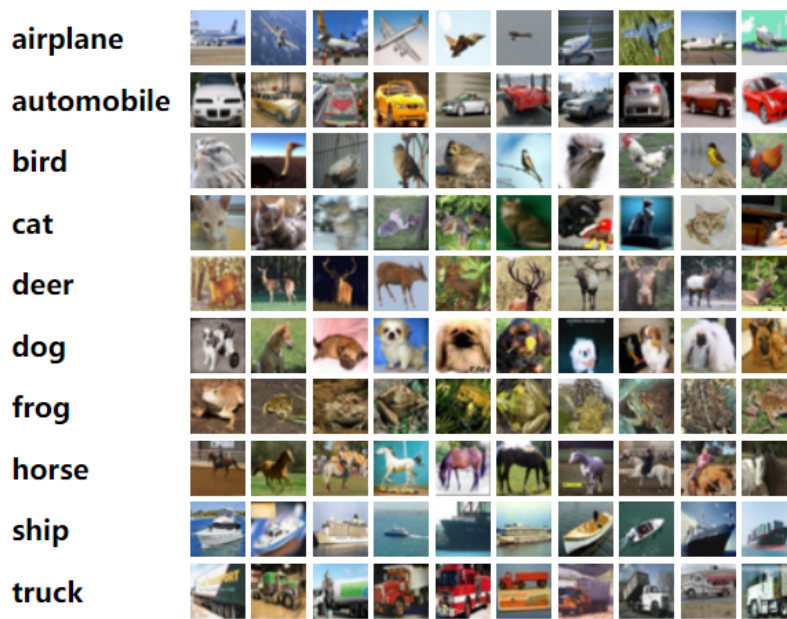 airplane
automobile
bird
cat
deer
dog
frog
horse
ship
truck